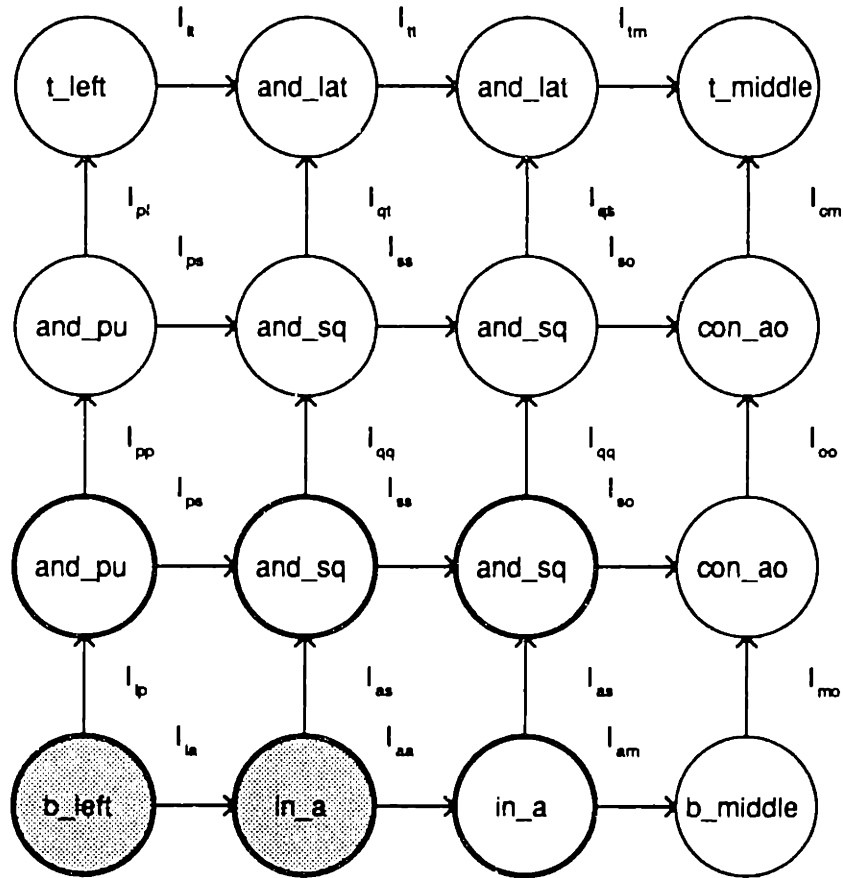 l_lt l_tt l_tm
t_left and_lat and_lat t_middle
l_pl l_qt l_qt l_om
l_ps l_ss l_so
and_pu and_sq and_sq con_ao
l_pp l_qq l_qq l_oo
l_ps l_ss l_so
and_pu and_sq and_sq con_ao
l_lp l_as l_as l_mo
l_la l_aa l_am
b_left in_a in_a b_middle